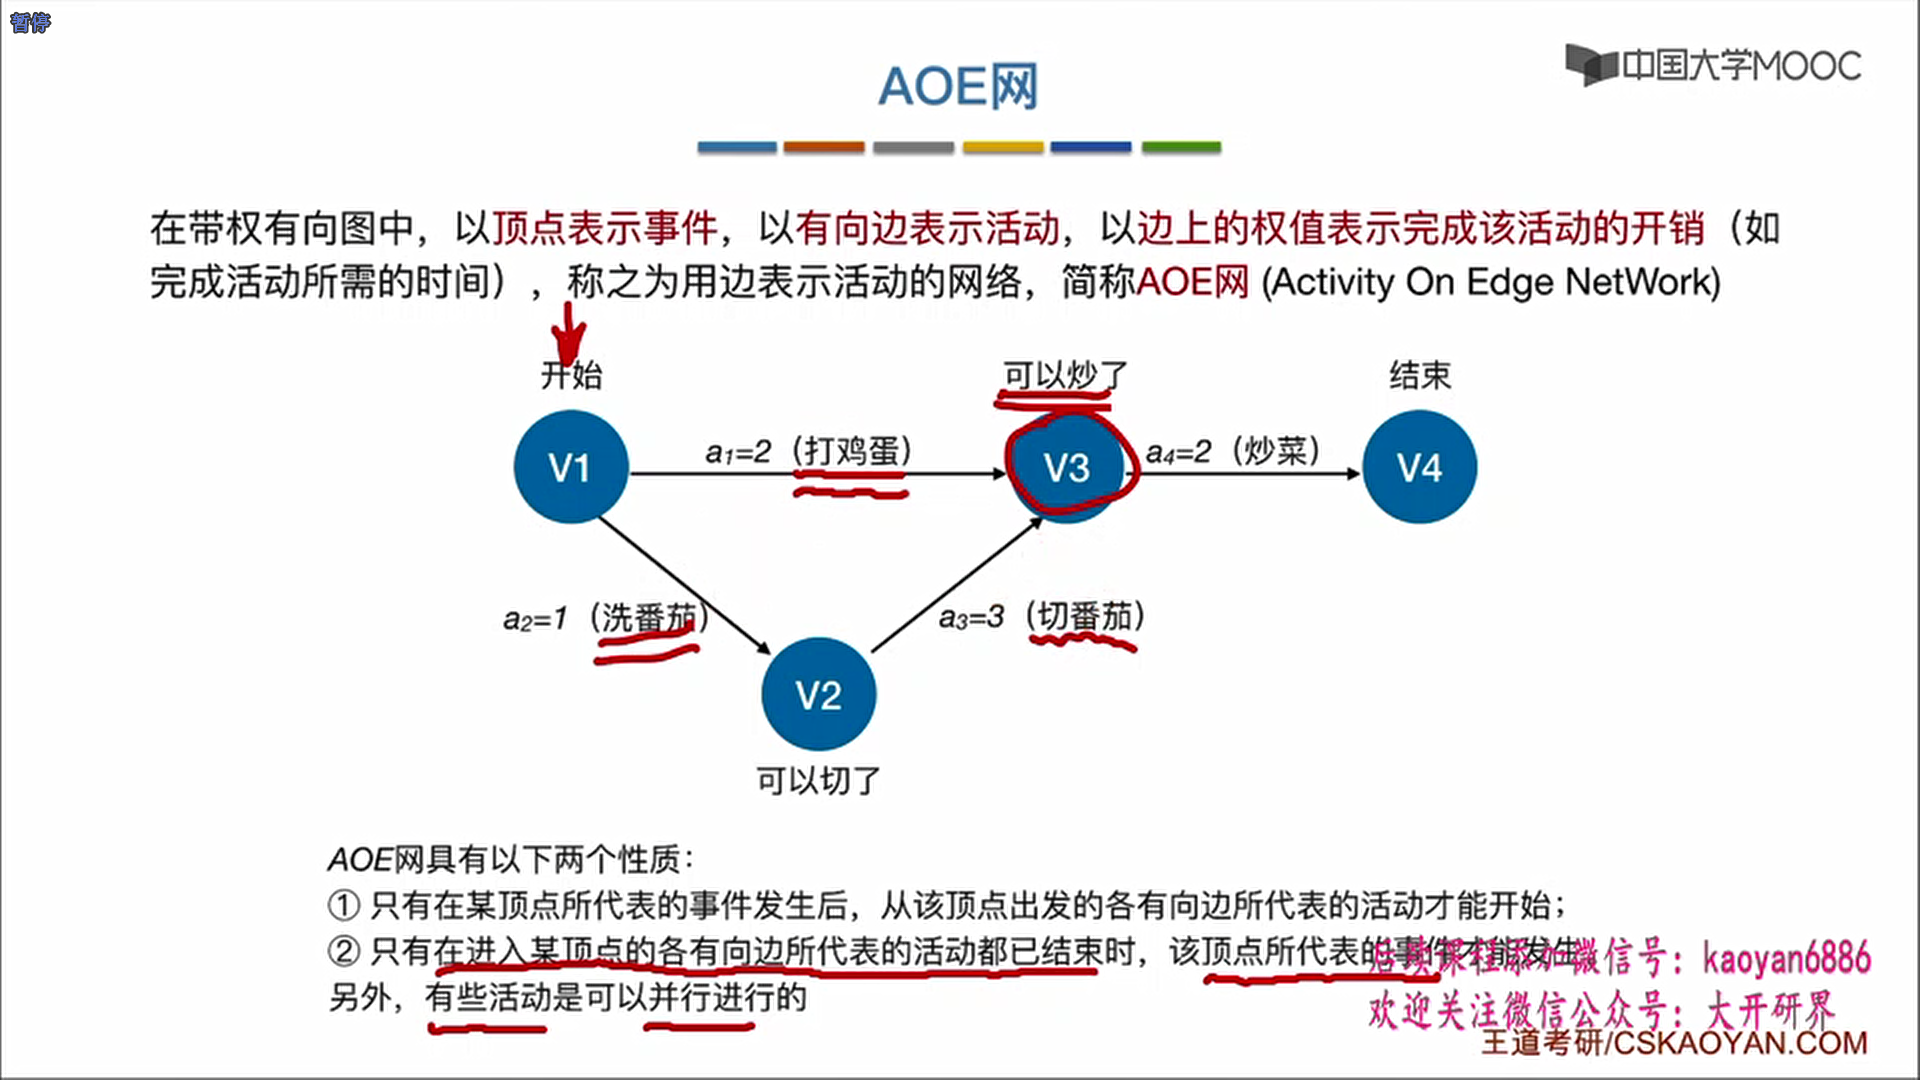 暂停
中国大学MOOC
AOE网
在带权有向图中，以顶点表示事件，以有向边表示活动，以边上的权值表示完成该活动的开销（如
完成活动所需的时间），称之为用边表示活动的网络，简称AOE网 (Activity On Edge NetWork)
开始
可以炒了
结束
V1
a₁=2（打鸡蛋）
V3
a₄=2（炒菜）
V4
a₂=1（洗番茄）
a₃=3（切番茄）
V2
可以切了
AOE网具有以下两个性质：
① 只有在某顶点所代表的事件发生后，从该顶点出发的各有向边所代表的活动才能开始；
② 只有在进入某顶点的各有向边所代表的活动都已结束时，该顶点所代表的事件才能发生
后续课程添加微信号：kaoyan6886
另外，有些活动是可以并行进行的
欢迎关注微信公众号：大开研界
王道考研/CSKAOYAN.COM